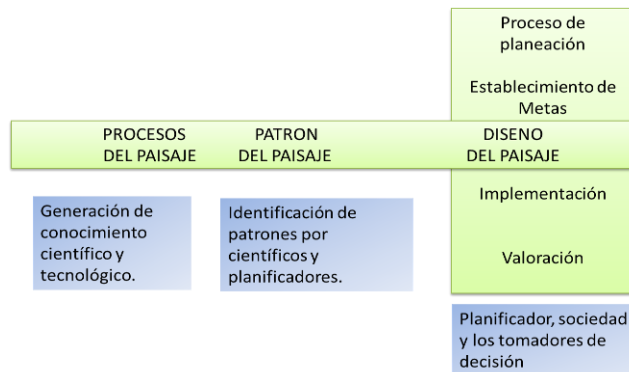 Proceso de
planeación
Establecimiento de
Metas
PROCESOS
DEL PAISAJE
PATRON
DEL PAISAJE
DISENO
DEL PAISAJE
Generación de
conocimiento
científico y
tecnológico.
Identificación de
patrones por
científicos y
planificadores.
Implementación
Valoración
Planificador, sociedad
y los tomadores de
decisión